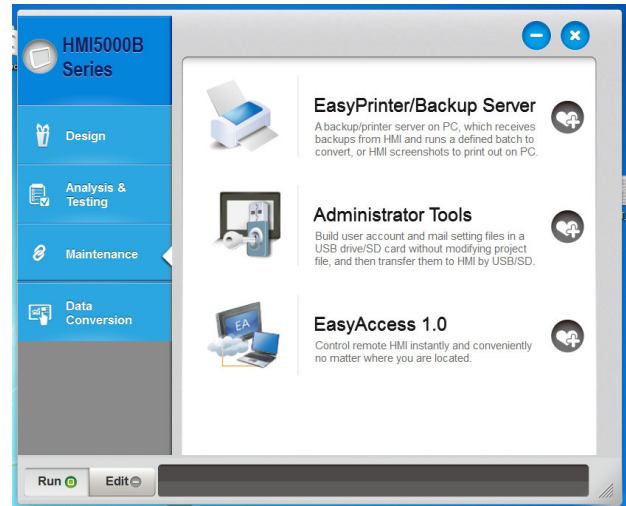 HMI5000B
Series
Design
Analysis &
Testing
Maintenance
Data
Conversion
EasyPrinter/Backup Server
A backup/printer server on PC, which receives
backups from HMI and runs a defined batch to
convert, or HMI screenshots to print out on PC.
Administrator Tools
Build user account and mail setting files in a
USB drive/SD card without modifying project
file, and then transfer them to HMI by USB/SD.
EA
EasyAccess 1.0
Control remote HMI instantly and conveniently
no matter where you are located.
Run
Edit